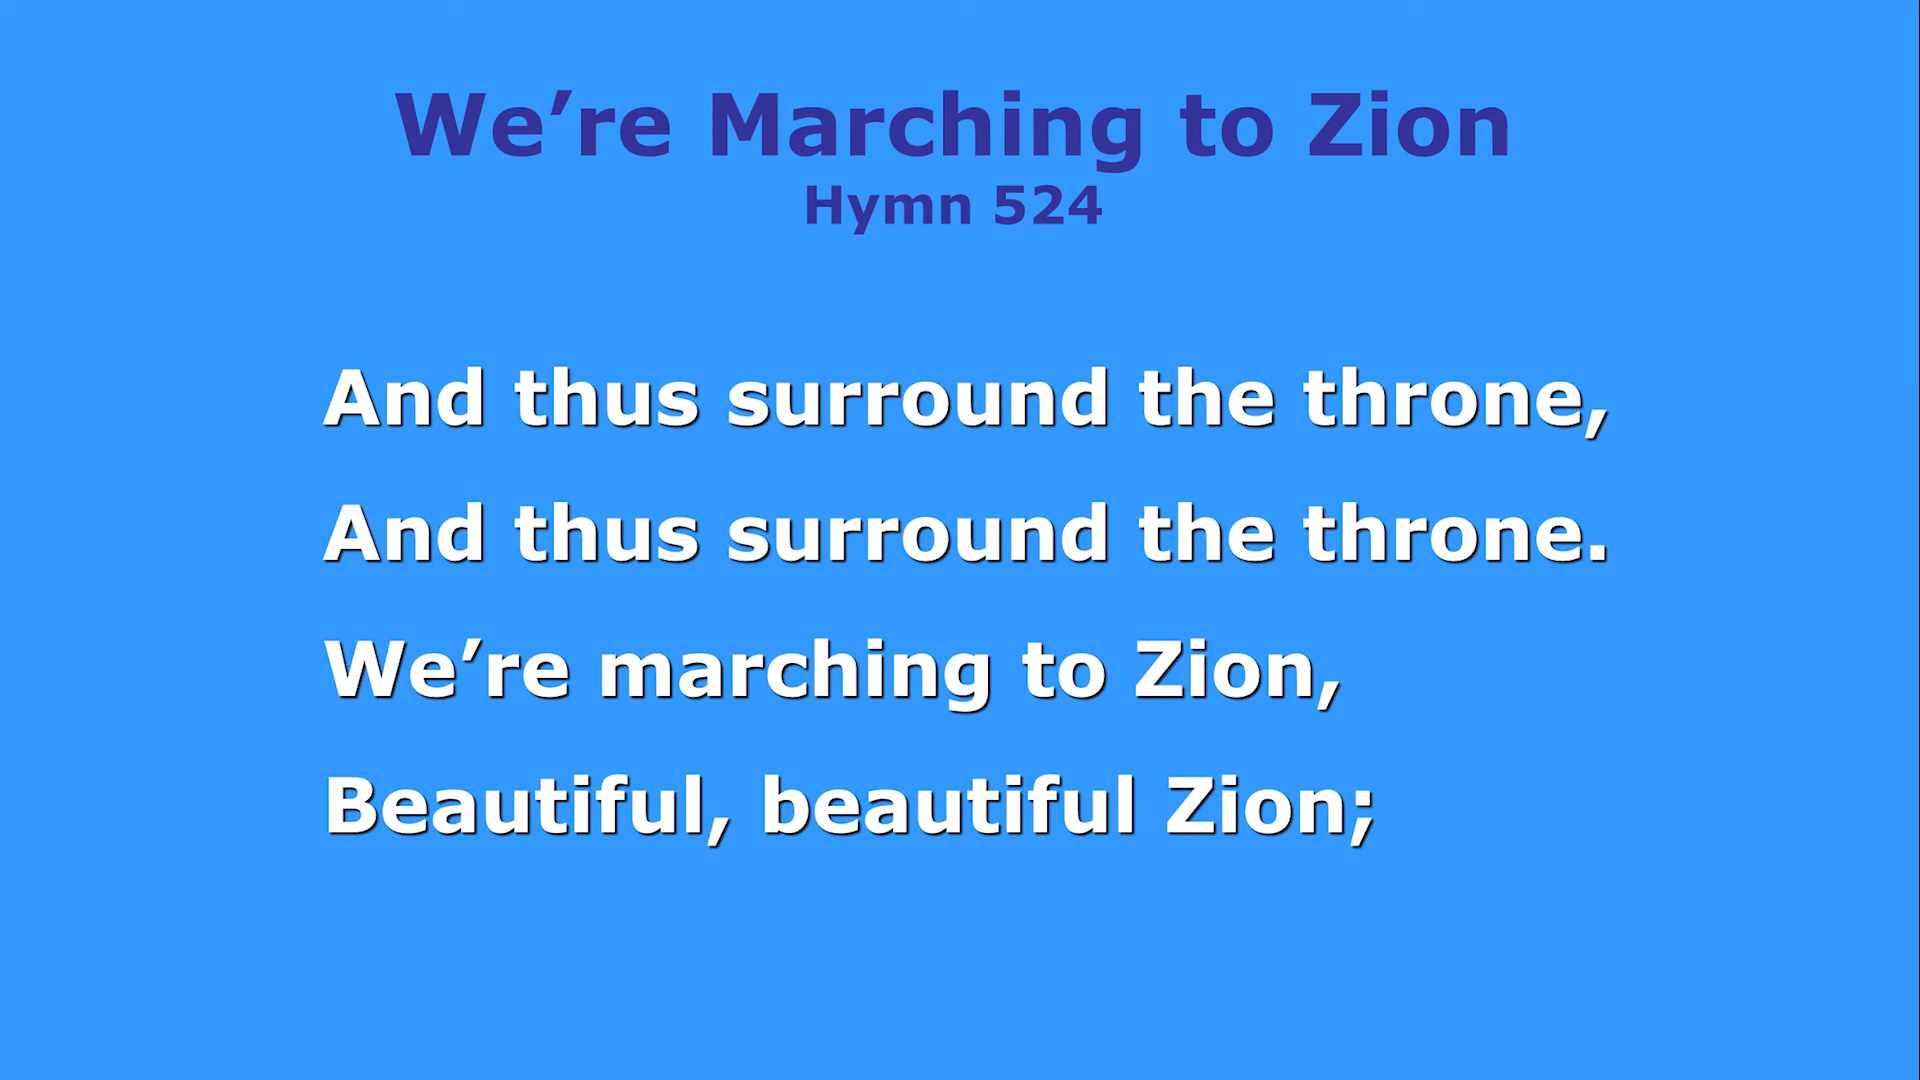 We’re Marching to Zion
Hymn 524
And thus surround the throne,
And thus surround the throne.
We’re marching to Zion,
Beautiful, beautiful Zion;